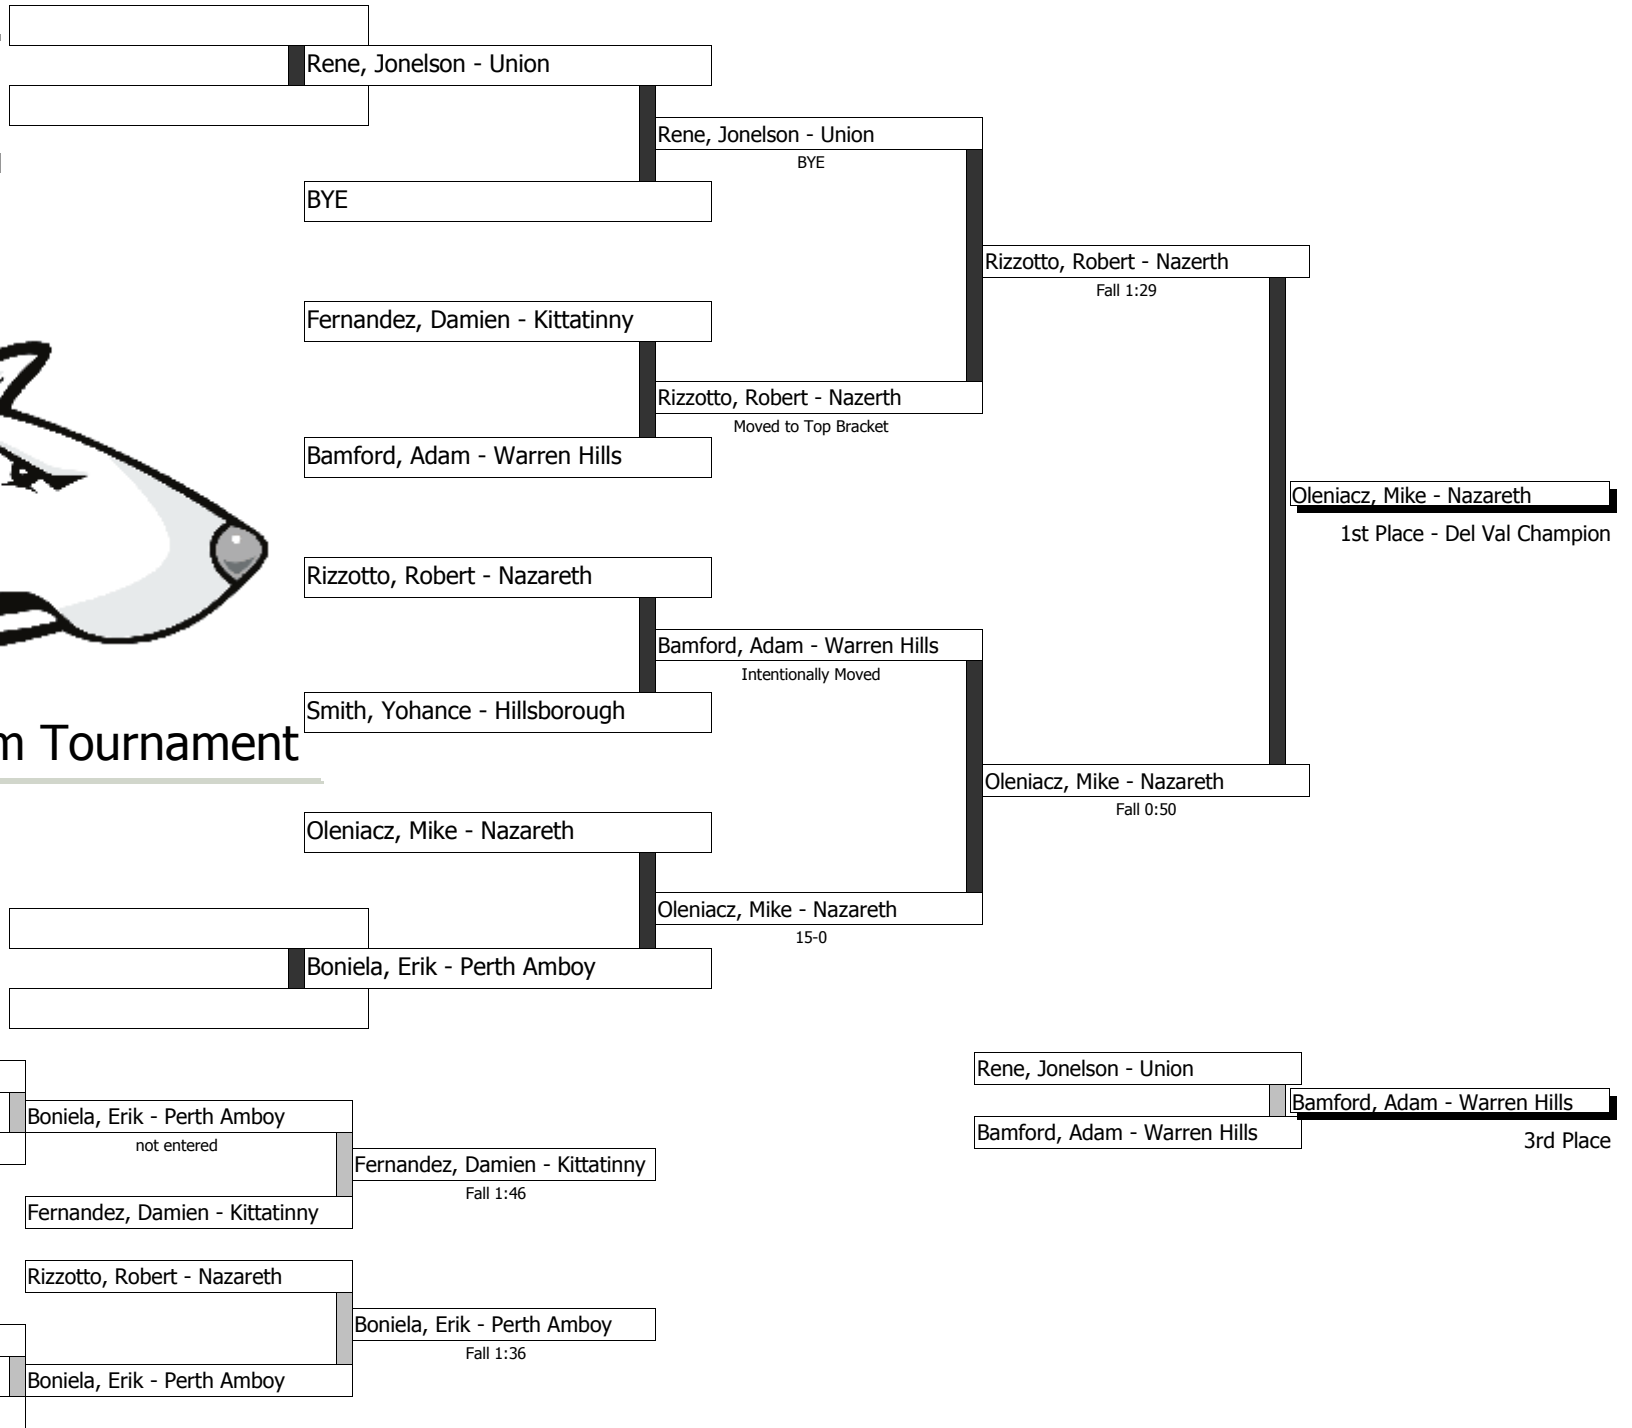 Rene, Jonelson - Union
Rene, Jonelson - Union
BYE
BYE
Rizzotto, Robert - Nazerth
Fall 1:29
Fernandez, Damien - Kittatinny
Rizzotto, Robert - Nazerth
Moved to Top Bracket
Bamford, Adam - Warren Hills
Oleniacz, Mike - Nazareth
1st Place - Del Val Champion
Rizzotto, Robert - Nazareth
Bamford, Adam - Warren Hills
Intentionally Moved
Smith, Yohance - Hillsborough
m Tournament
Oleniacz, Mike - Nazareth
Fall 0:50
Oleniacz, Mike - Nazareth
Oleniacz, Mike - Nazareth
15-0
Boniela, Erik - Perth Amboy
Rene, Jonelson - Union
Bamford, Adam - Warren Hills
Bamford, Adam - Warren Hills
3rd Place
Boniela, Erik - Perth Amboy
not entered
Fernandez, Damien - Kittatinny
Fall 1:46
Fernandez, Damien - Kittatinny
Rizzotto, Robert - Nazareth
Boniela, Erik - Perth Amboy
Fall 1:36
Boniela, Erik - Perth Amboy